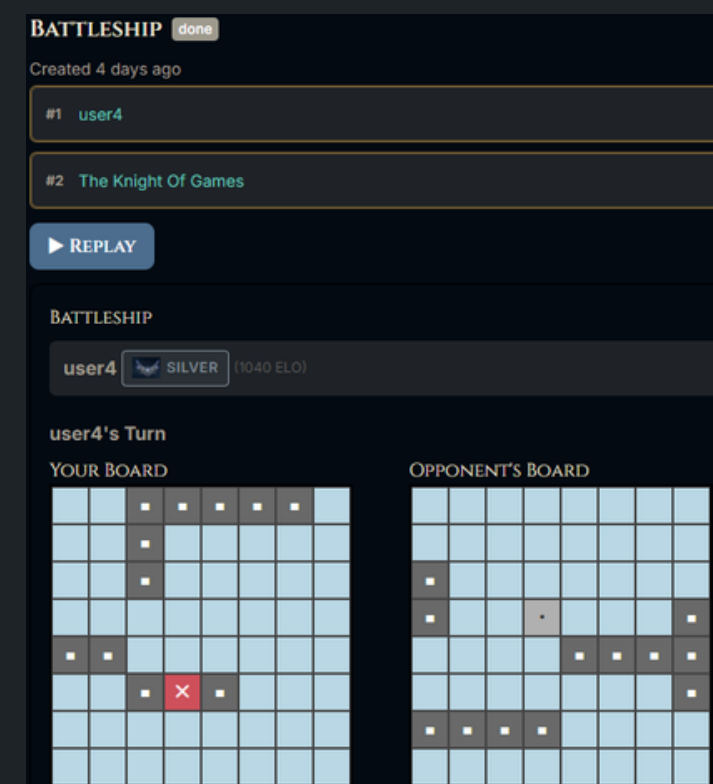 BATTLESHIP done
Created 4 days ago
#1 user4
#2 The Knight Of Games
▶ REPLAY
BATTLESHIP
user4 SILVER (1040 ELO)
user4's Turn
YOUR BOARD OPPONENT'S BOARD